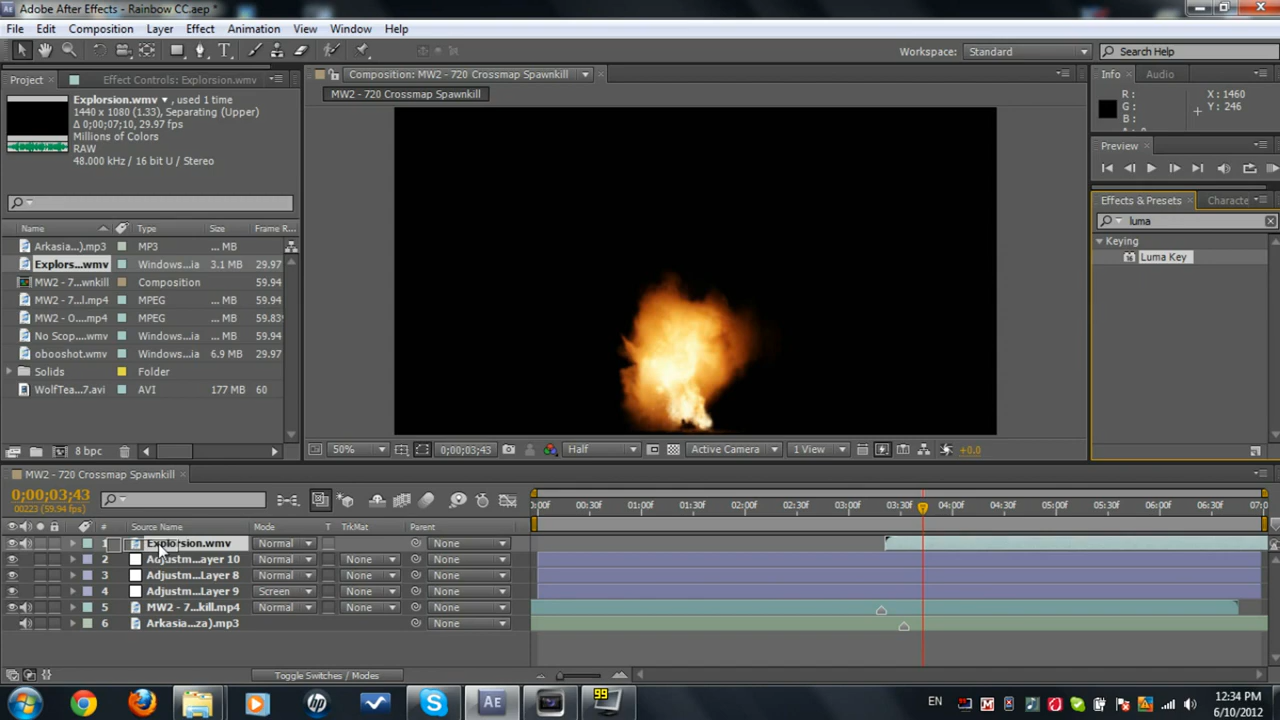 Adobe After Effects - Rainbow CC.aep *
File Edit Composition Layer Effect Animation View Window Help
Workspace: Standard Search Help
Project Effect Controls: Explorsion.wmv
Composition: MW2 - 720 Crossmap Spawnkill
Info Audio
MW2 - 720 Crossmap Spawnkill
Explorsion.wmv ▼, used 1 time
1440 x 1080 (1.33), Separating (Upper)
Δ 0;00;07;10, 29.97 fps
Millions of Colors
RAW
48.000 kHz / 16 bit U / Stereo
R: X: 1460
G: Y: 246
B:
Preview
Effects & Presets Characte
luma
Keying
Luma Key
Name Type Size Frame R
Arkasia...).mp3 MP3 ... MB
Explors...wmv Windows...ia 3.1 MB 29.97
MW2 - 7...wnkill Composition 59.94
MW2 - 7...l.mp4 MPEG ... MB 59.94
MW2 - O....mp4 MPEG ... MB 59.83
No Scop...wmv Windows...ia ... MB 59.94
obooshot.wmv Windows...ia 6.9 MB 29.97
Solids Folder
WolfTea...7.avi AVI 177 MB 60
8 bpc
50% 0;00;03;43 Half Active Camera 1 View +0.0
MW2 - 720 Crossmap Spawnkill
0;00;03;43
00223 (59.94 fps)
:00f 00:30f 01:00f 01:30f 02:00f 02:30f 03:00f 03:30f 04:00f 04:30f 05:00f 05:30f 06:00f 06:30f
# Source Name Mode T TrkMat Parent
1 Explorsion.wmv Normal None
2 Adjustm...ayer 10 Normal None None
3 Adjustm...Layer 8 Normal None None
4 Adjustm...Layer 9 Screen None None
5 MW2 - 7...kill.mp4 Normal None None
6 Arkasia...za).mp3 None
Toggle Switches / Modes
99
EN
12:34 PM
6/10/2012